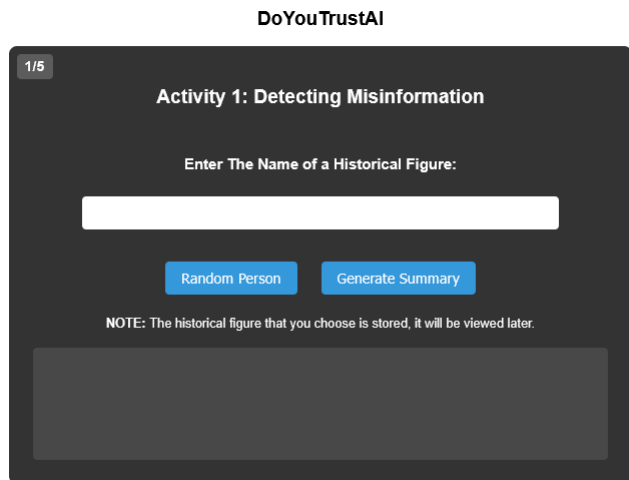 DoYouTrustAI
1/5
Activity 1: Detecting Misinformation
Enter The Name of a Historical Figure:
Random Person Generate Summary
NOTE: The historical figure that you choose is stored, it will be viewed later.